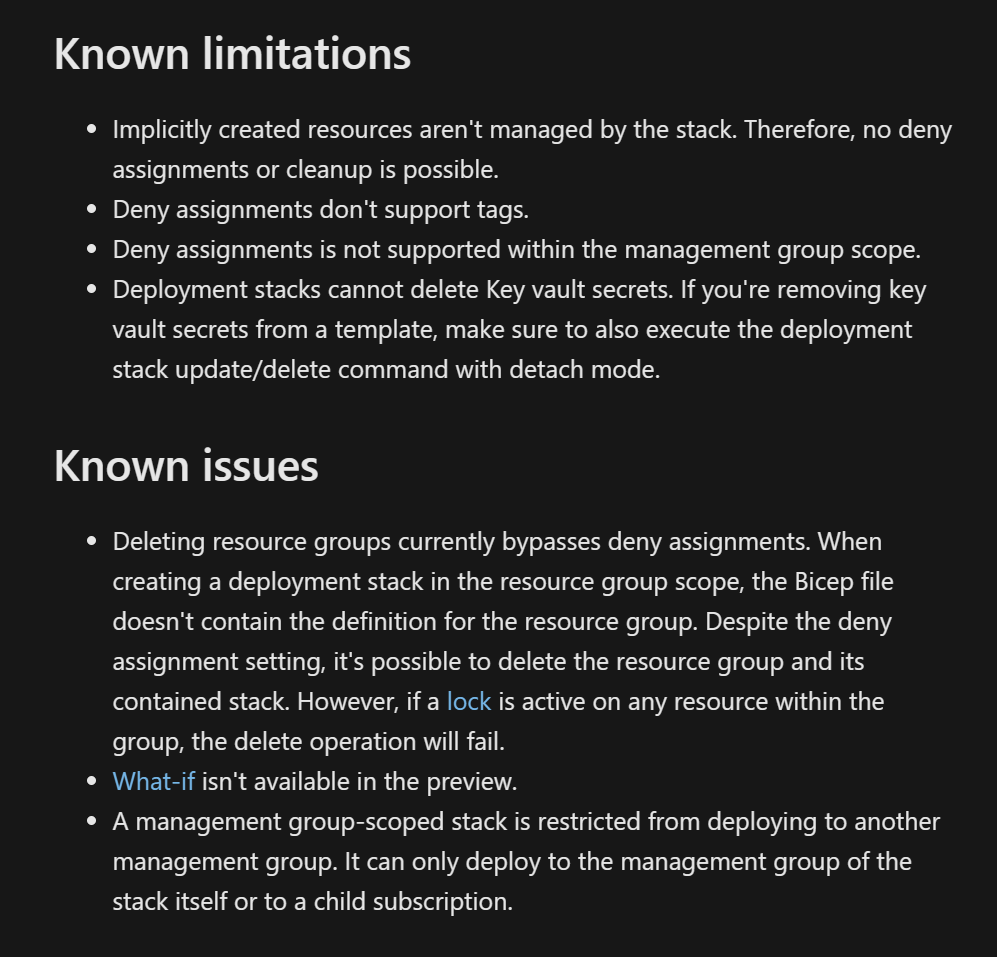 Known limitations
• Implicitly created resources aren't managed by the stack. Therefore, no deny
assignments or cleanup is possible.
• Deny assignments don't support tags.
• Deny assignments is not supported within the management group scope.
• Deployment stacks cannot delete Key vault secrets. If you're removing key
vault secrets from a template, make sure to also execute the deployment
stack update/delete command with detach mode.
Known issues
• Deleting resource groups currently bypasses deny assignments. When
creating a deployment stack in the resource group scope, the Bicep file
doesn't contain the definition for the resource group. Despite the deny
assignment setting, it's possible to delete the resource group and its
contained stack. However, if a lock is active on any resource within the
group, the delete operation will fail.
• What-if isn't available in the preview.
• A management group-scoped stack is restricted from deploying to another
management group. It can only deploy to the management group of the
stack itself or to a child subscription.